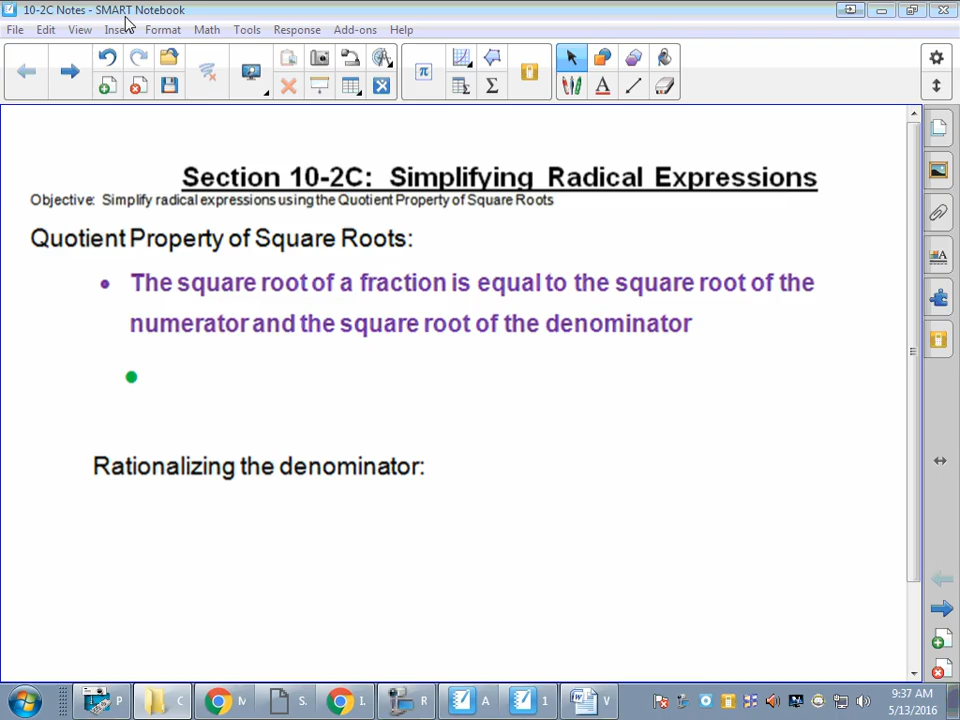 10-2C Notes - SMART Notebook
File Edit View Insert Format Math Tools Response Add-ons Help
Section 10-2C: Simplifying Radical Expressions
Objective: Simplify radical expressions using the Quotient Property of Square Roots
Quotient Property of Square Roots:
• The square root of a fraction is equal to the square root of the
numerator and the square root of the denominator
Rationalizing the denominator:
P C M S. I. R A 1 V
9:37 AM
5/13/2016